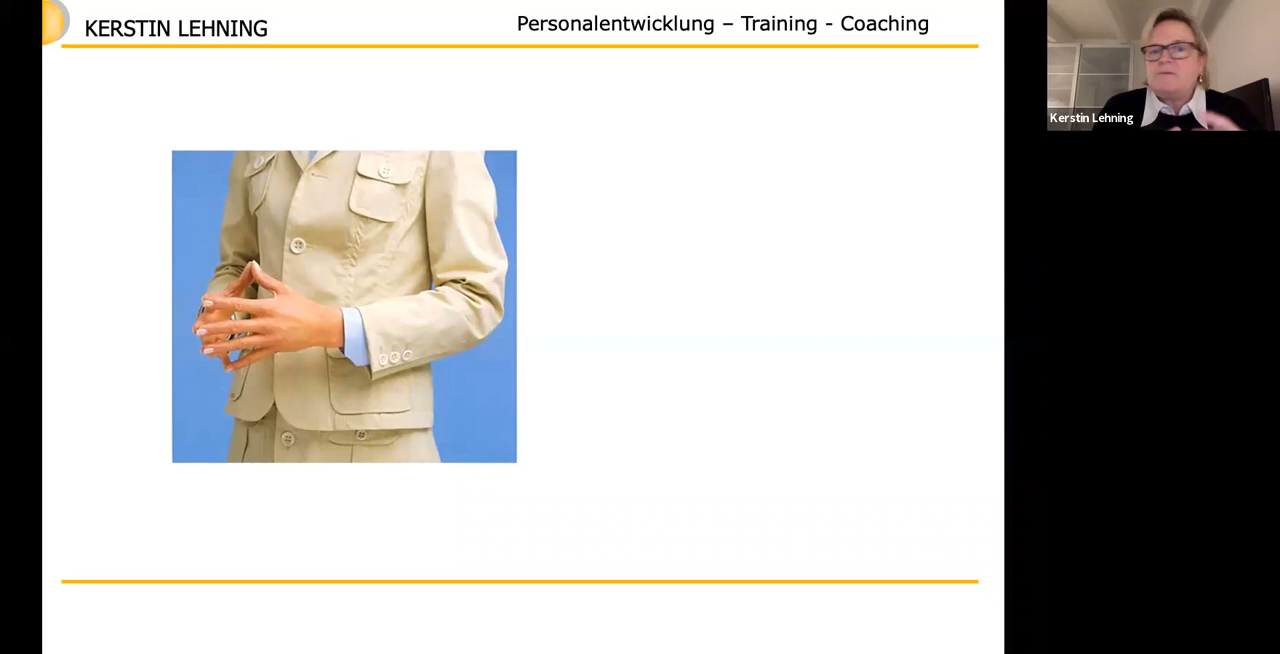 KERSTIN LEHNING
Personalentwicklung – Training - Coaching
Kerstin Lehning